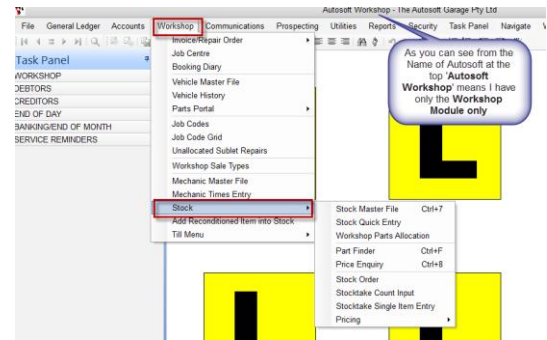 Autosoft Workshop - The Autosoft Garage Pty Ltd
File General Ledger Accounts Workshop Communications Prospecting Utilities Reports Security Task Panel Navigate
Task Panel
WORKSHOP
DEBTORS
CREDITORS
END OF DAY
BANKING/END OF MONTH
SERVICE REMINDERS
Invoice/Repair Order
Job Centre
Booking Diary
Vehicle Master File
Vehicle History
Parts Portal
Job Codes
Job Code Grid
Unallocated Sublet Repairs
Workshop Sale Types
Mechanic Master File
Mechanic Times Entry
Stock
Add Reconditioned Item into Stock
Till Menu
Stock Master File Ctrl+7
Stock Quick Entry
Workshop Parts Allocation
Part Finder Ctrl+F
Price Enquiry Ctrl+8
Stock Order
Stocktake Count Input
Stocktake Single Item Entry
Pricing
As you can see from the
Name of Autosoft at the
top 'Autosoft
Workshop' means I have
only the Workshop
Module only
L
L
L